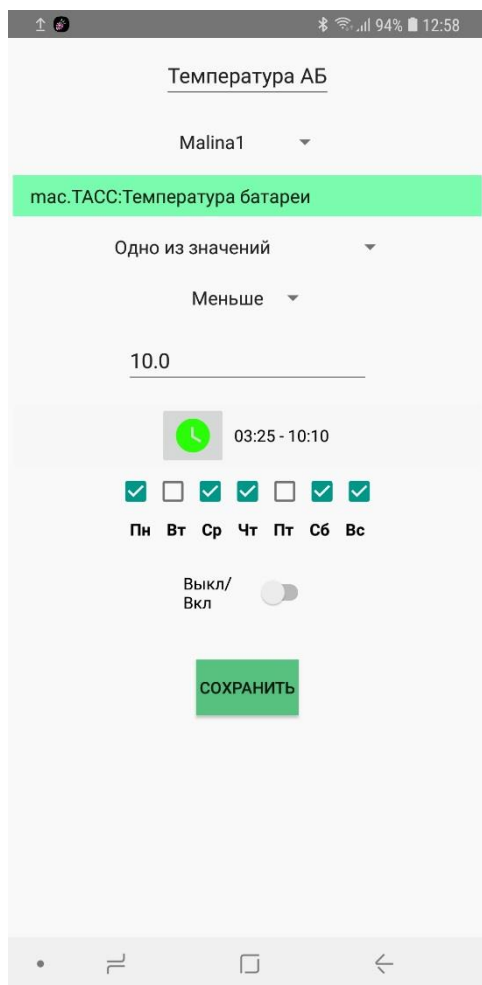 94% 12:58
Температура АБ
Malina1
mac.ТАСС:Температура батареи
Одно из значений
Меньше
10.0
03:25 - 10:10
Пн Вт Ср Чт Пт Сб Вс
Выкл/
Вкл
СОХРАНИТЬ